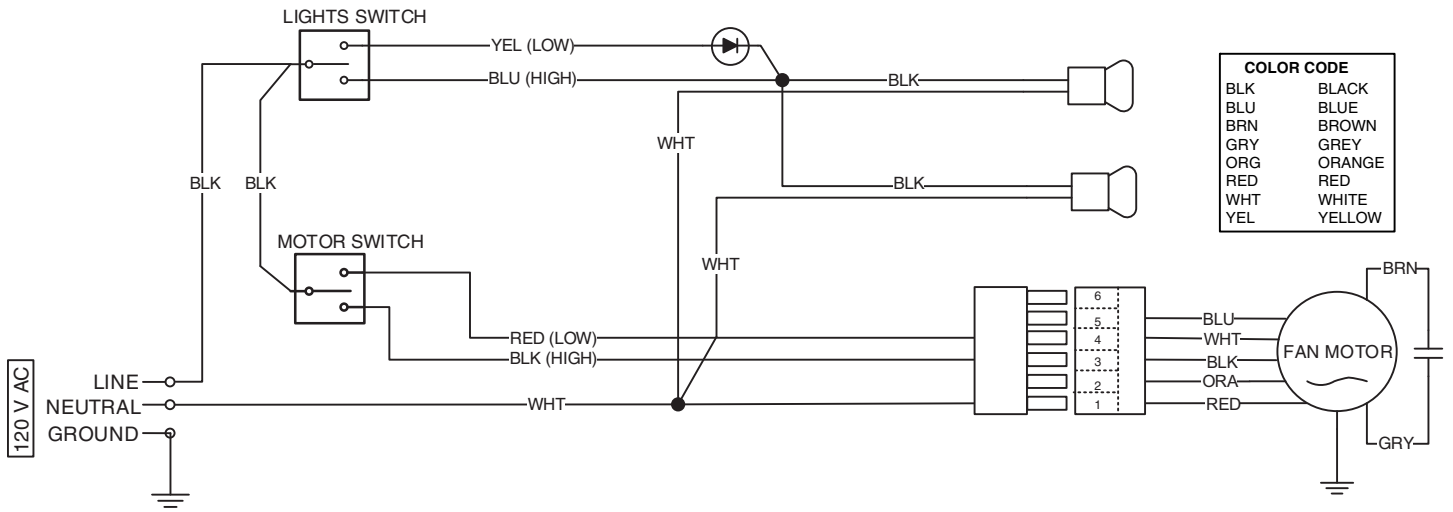 LIGHTS SWITCH
YEL (LOW)
BLU (HIGH)
BLK
WHT
BLK
BLK
BLK
WHT
MOTOR SWITCH
RED (LOW)
BLK (HIGH)
120 V AC
LINE
NEUTRAL
GROUND
WHT
COLOR CODE
BLK BLACK
BLU BLUE
BRN BROWN
GRY GREY
ORG ORANGE
RED RED
WHT WHITE
YEL YELLOW
6
5
4
3
2
1
BLU
WHT
BLK
ORA
RED
FAN MOTOR
BRN
GRY